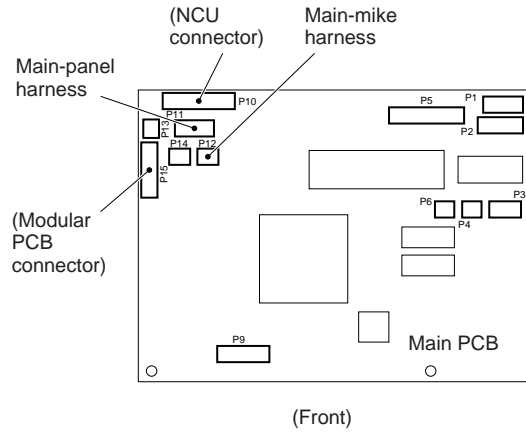 (NCU
connector)
Main-mike
harness
Main-panel
harness
P10
P11
P13
P14
P12
P15
P5
P1
P2
P6
P4
P3
(Modular
PCB
connector)
P9
Main PCB
(Front)